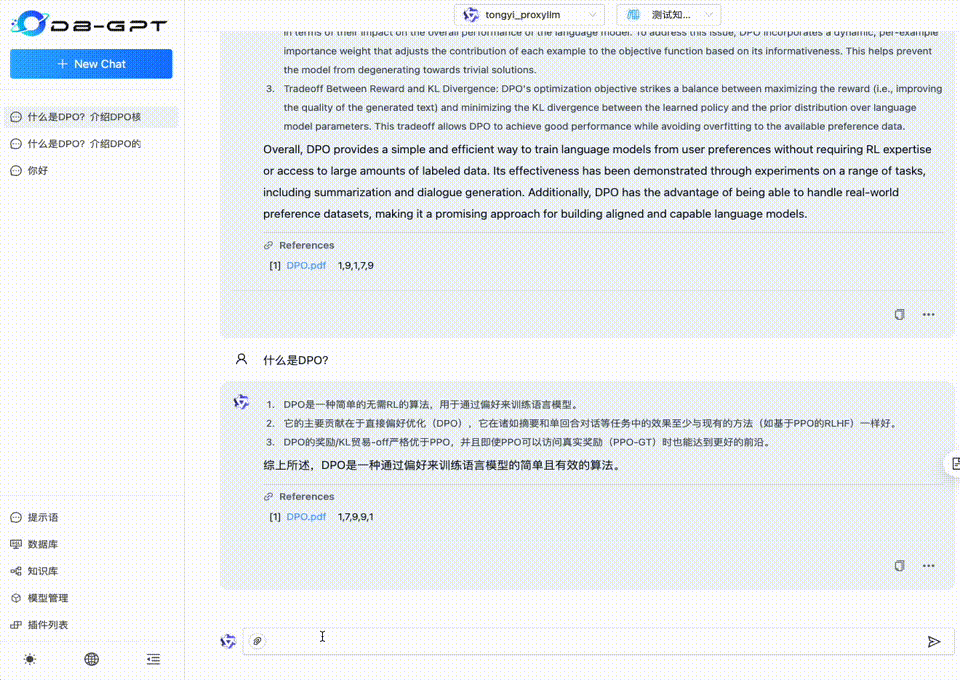 DB-GPT
+ New Chat
什么是DPO？介绍DPO核
什么是DPO？介绍DPO的
你好
提示语
数据库
知识库
模型管理
插件列表
tongyi_proxyllm
测试知...
in terms of their impact on the overall performance of the language model. To address this issue, DPO incorporates a dynamic, per-example
importance weight that adjusts the contribution of each example to the objective function based on its informativeness. This helps prevent
the model from degenerating towards trivial solutions.
3. Tradeoff Between Reward and KL Divergence: DPO's optimization objective strikes a balance between maximizing the reward (i.e., improving
the quality of the generated text) and minimizing the KL divergence between the learned policy and the prior distribution over language
model parameters. This tradeoff allows DPO to achieve good performance while avoiding overfitting to the available preference data.
Overall, DPO provides a simple and efficient way to train language models from user preferences without requiring RL expertise
or access to large amounts of labeled data. Its effectiveness has been demonstrated through experiments on a range of tasks,
including summarization and dialogue generation. Additionally, DPO has the advantage of being able to handle real-world
preference datasets, making it a promising approach for building aligned and capable language models.
References
[1] DPO.pdf 1,9,1,7,9
什么是DPO?
1. DPO是一种简单的无需RL的算法，用于通过偏好来训练语言模型。
2. 它的主要贡献在于直接偏好优化（DPO），它在诸如摘要和单回合对话等任务中的效果至少与现有的方法（如基于PPO的RLHF）一样好。
3. DPO的奖励/KL贸易-off严格优于PPO，并且即使PPO可以访问真实奖励（PPO-GT）时也能达到更好的前沿。
综上所述，DPO是一种通过偏好来训练语言模型的简单且有效的算法。
References
[1] DPO.pdf 1,7,9,9,1